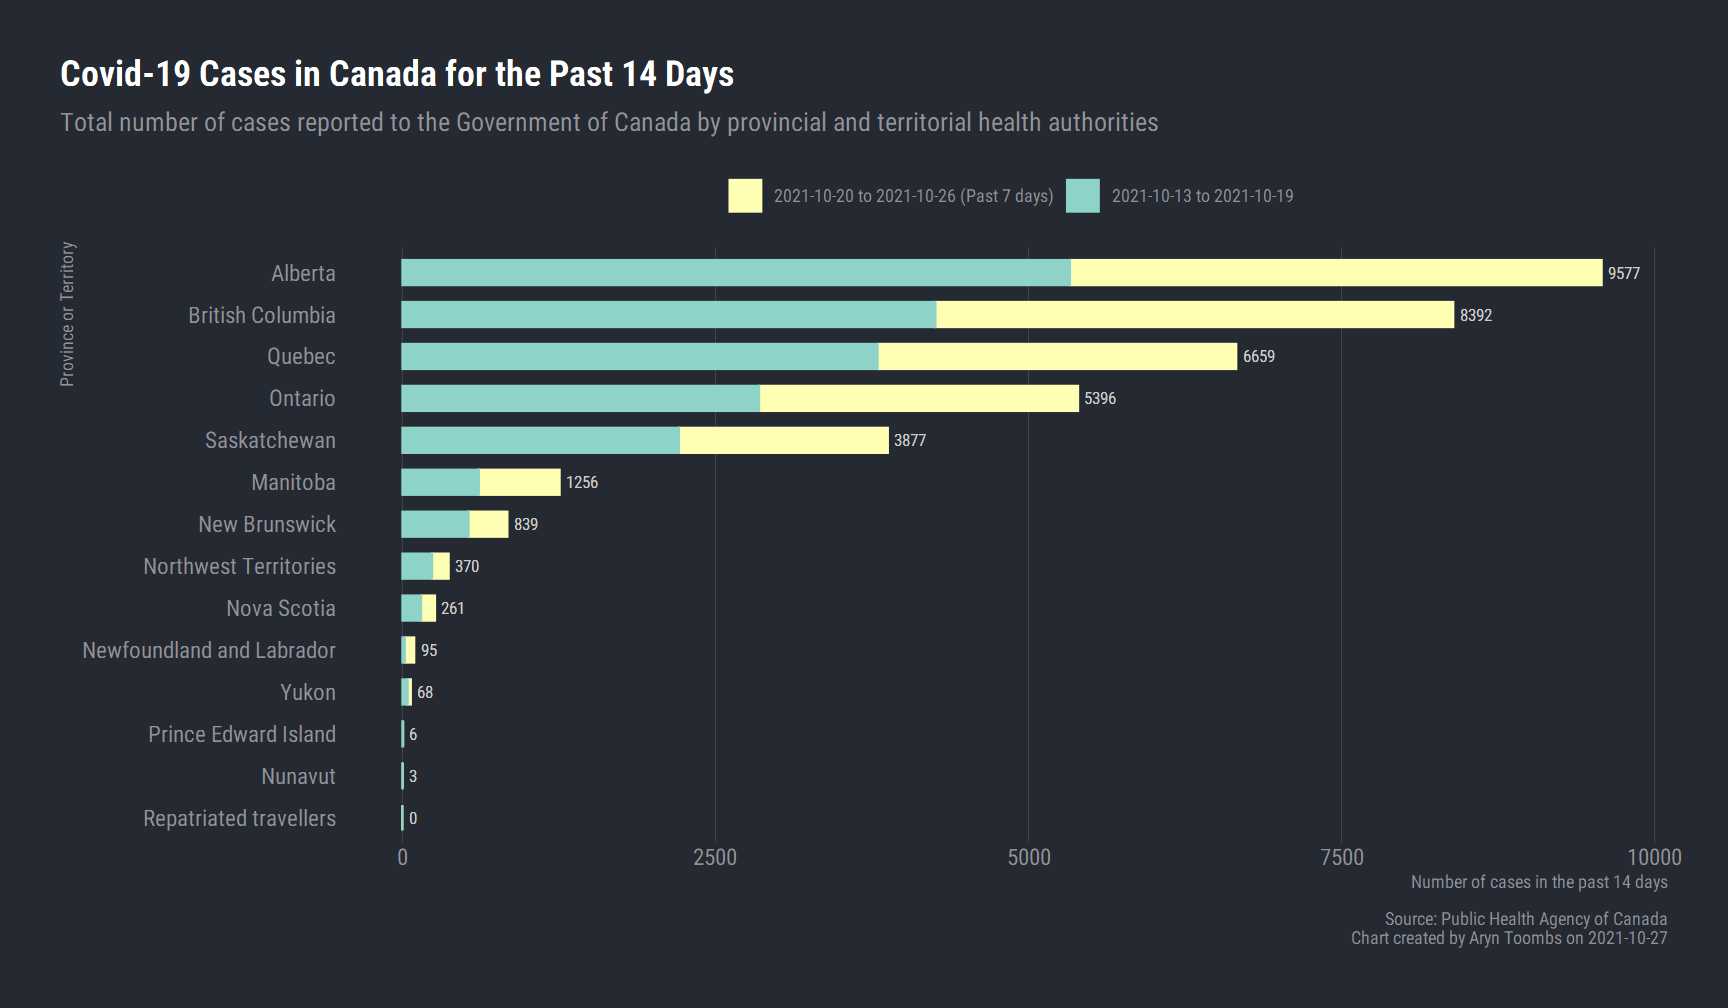 Covid-19 Cases in Canada for the Past 14 Days
Total number of cases reported to the Government of Canada by provincial and territorial health authorities
2021-10-20 to 2021-10-26 (Past 7 days)
2021-10-13 to 2021-10-19
Province or Territory
Alberta 9577
British Columbia 8392
Quebec 6659
Ontario 5396
Saskatchewan 3877
Manitoba 1256
New Brunswick 839
Northwest Territories 370
Nova Scotia 261
Newfoundland and Labrador 95
Yukon 68
Prince Edward Island 6
Nunavut 3
Repatriated travellers 0
0 2500 5000 7500 10000
Number of cases in the past 14 days
Source: Public Health Agency of Canada
Chart created by Aryn Toombs on 2021-10-27